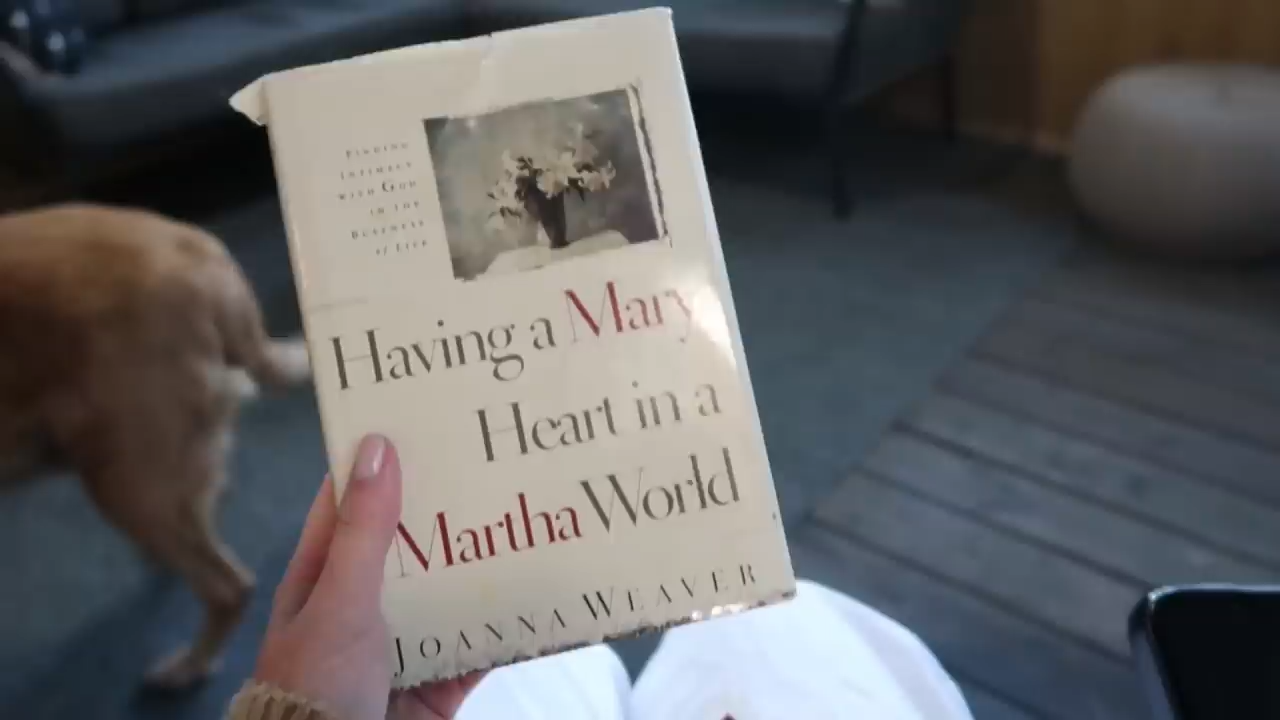 FINDING
INTIMACY
WITH GOD
IN THE
BUSYNESS
of LIFE
Having a Mary
Heart in a
Martha World
JOANNA WEAVER